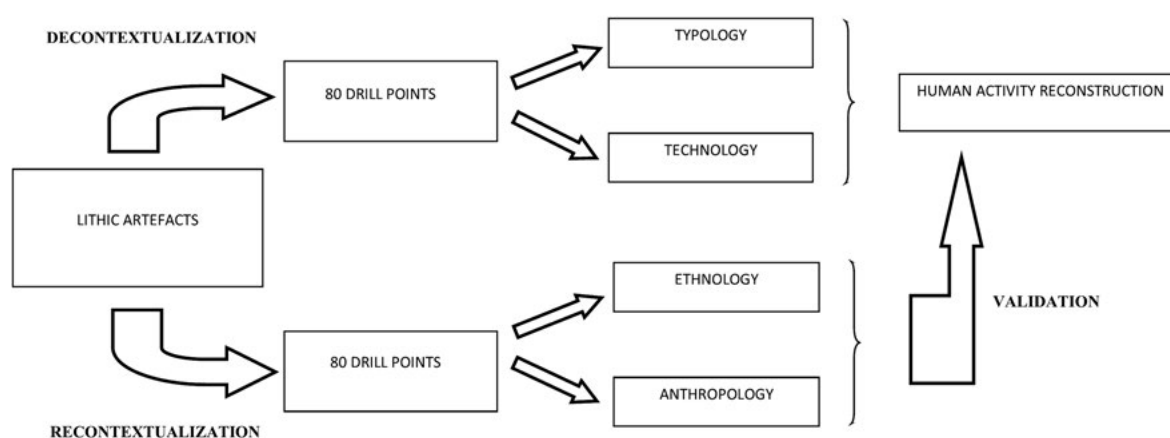 DECONTEXTUALIZATION
80 DRILL POINTS
TYPOLOGY
TECHNOLOGY
HUMAN ACTIVITY RECONSTRUCTION
LITHIC ARTEFACTS
ETHNOLOGY
80 DRILL POINTS
ANTHROPOLOGY
VALIDATION
RECONTEXTUALIZATION